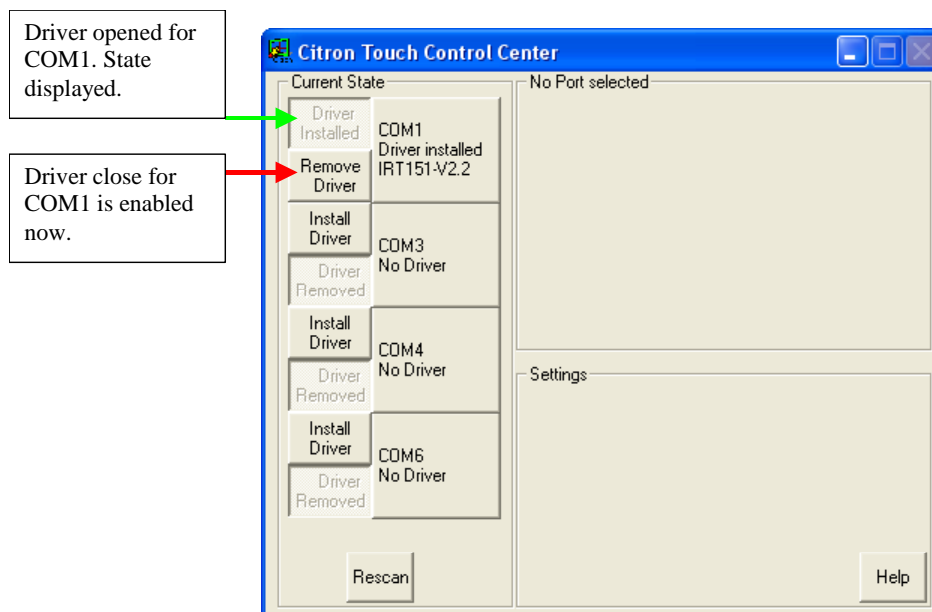 Driver opened for
COM1. State
displayed.
Driver close for
COM1 is enabled
now.
Citron Touch Control Center
Current State
Driver
Installed
COM1
Driver installed
IRT151-V2.2
Remove
Driver
Install
Driver
COM3
No Driver
Driver
Removed
Install
Driver
COM4
No Driver
Driver
Removed
Install
Driver
COM6
No Driver
Driver
Removed
Rescan
No Port selected
Settings
Help